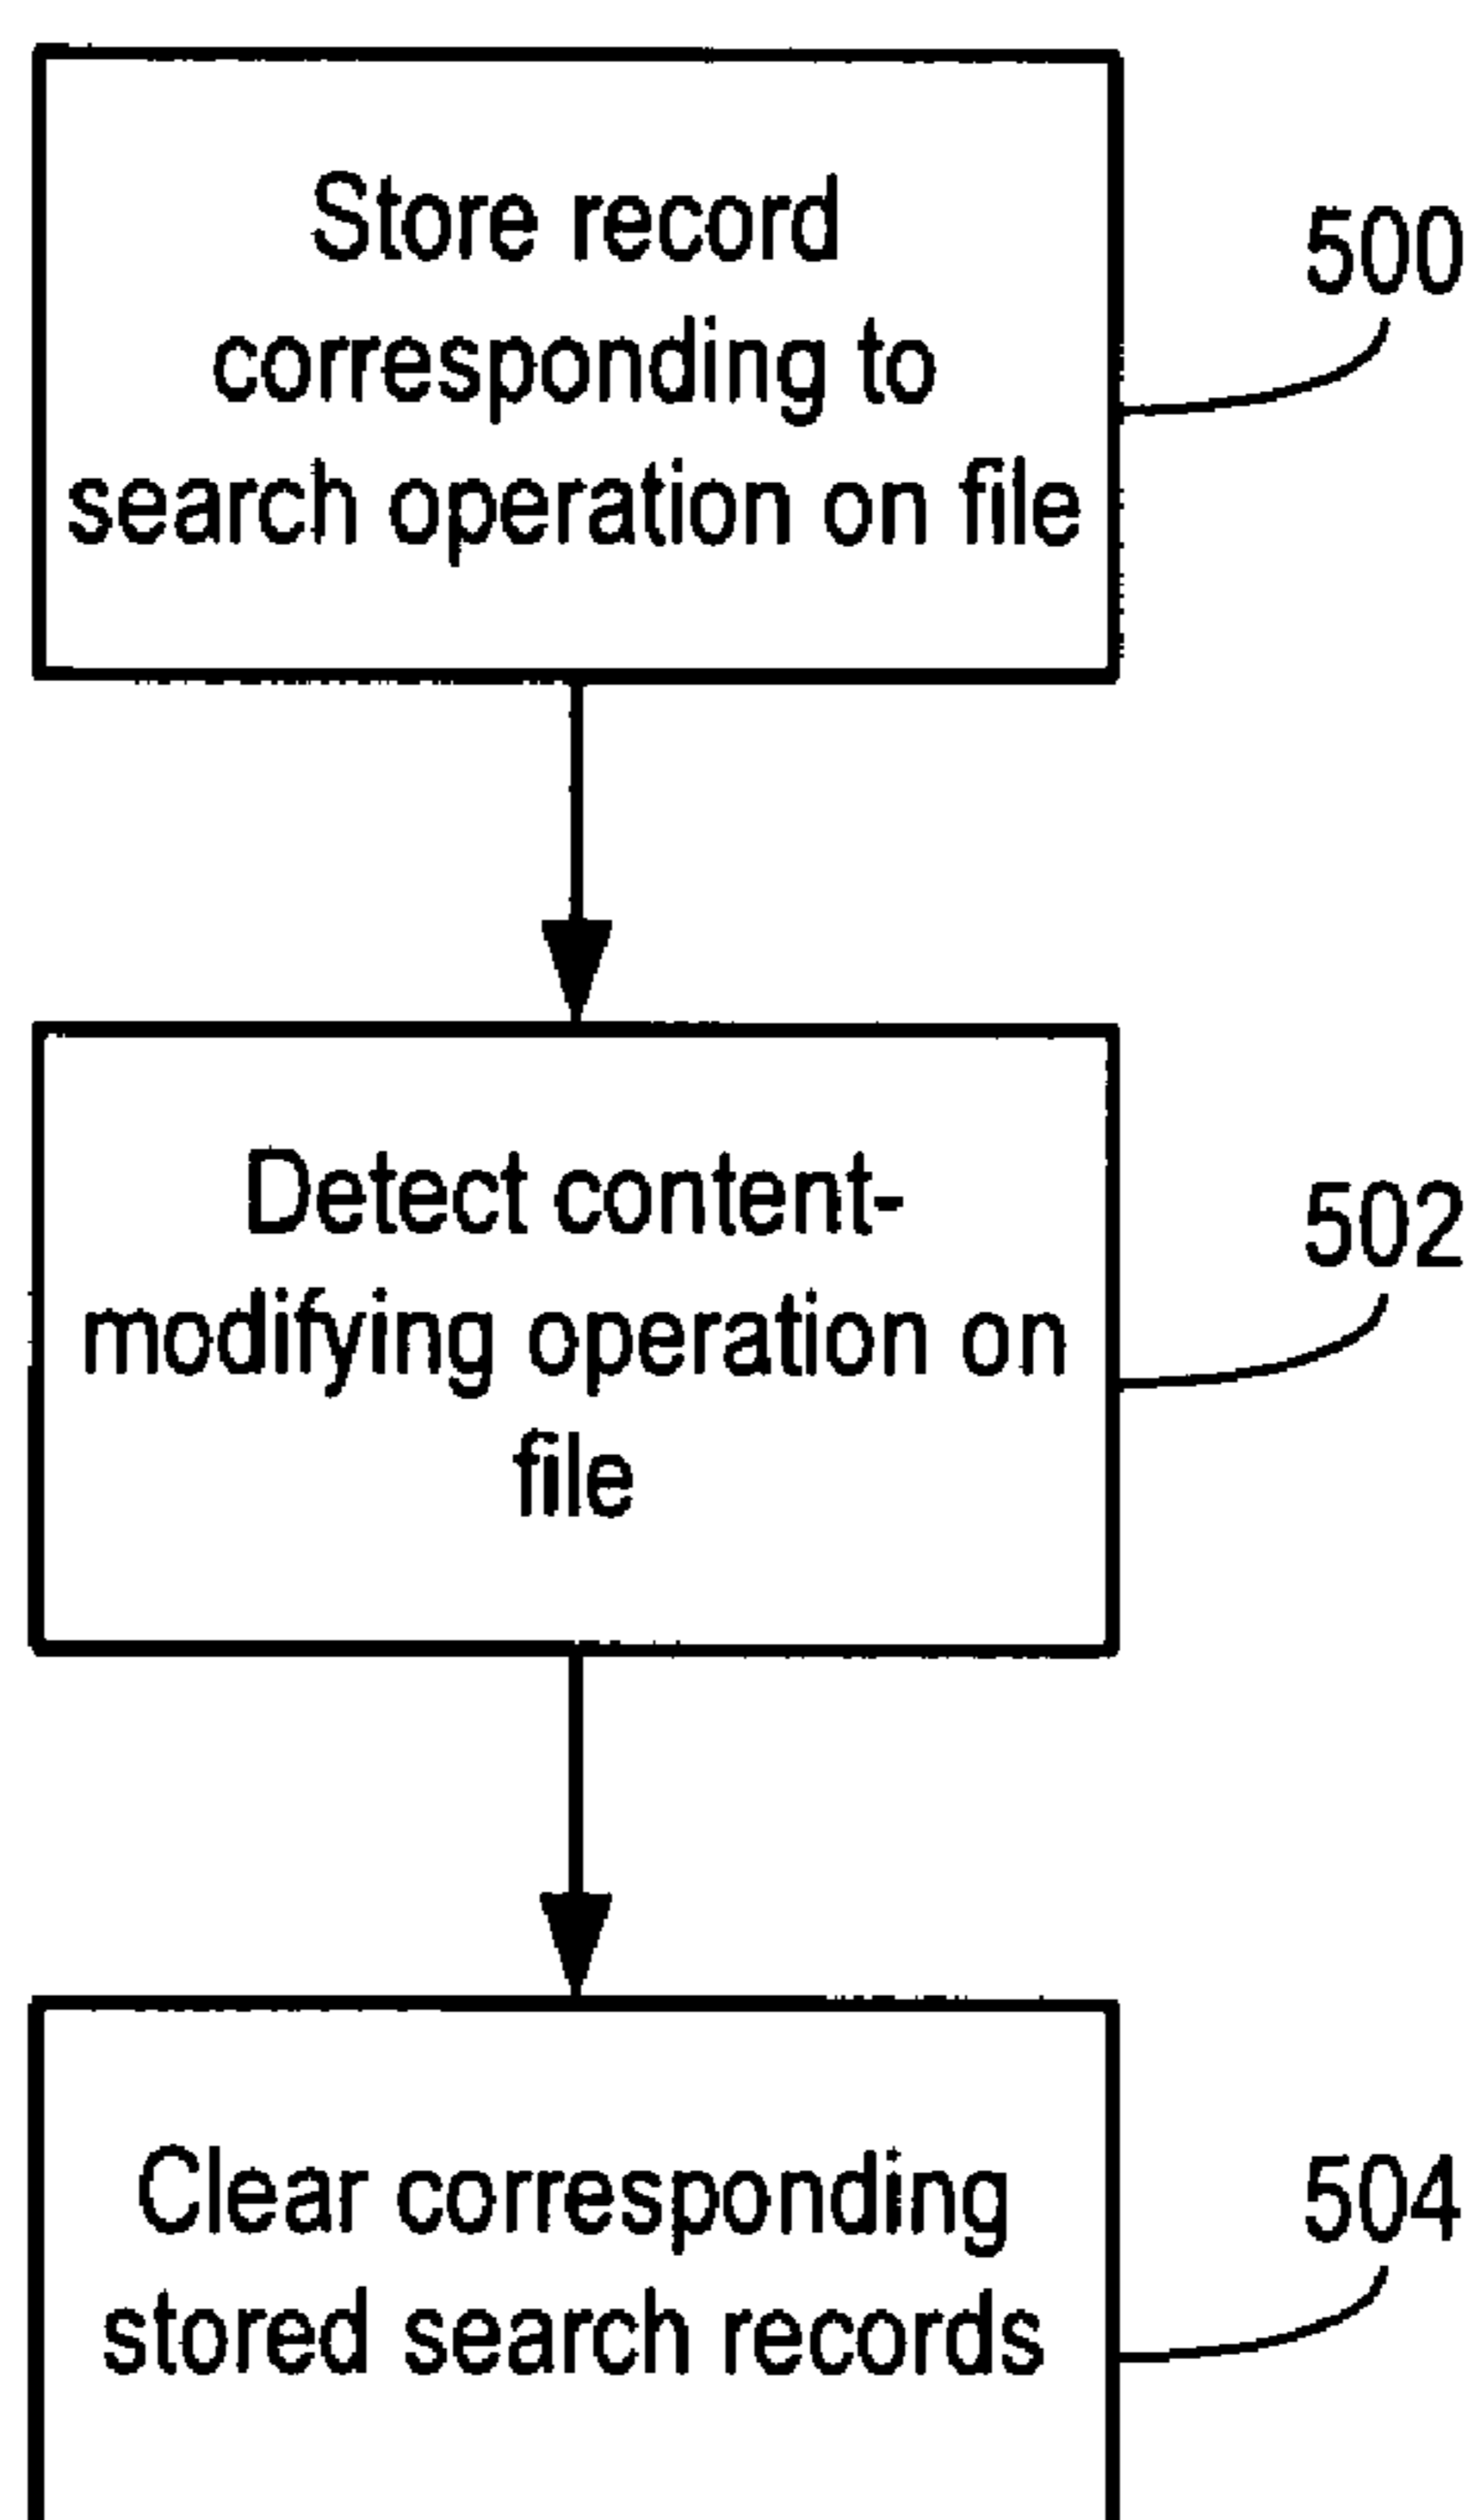 Store record
corresponding to
search operation on file
500
Detect content-
modifying operation on
file
502
Clear corresponding
stored search records
504